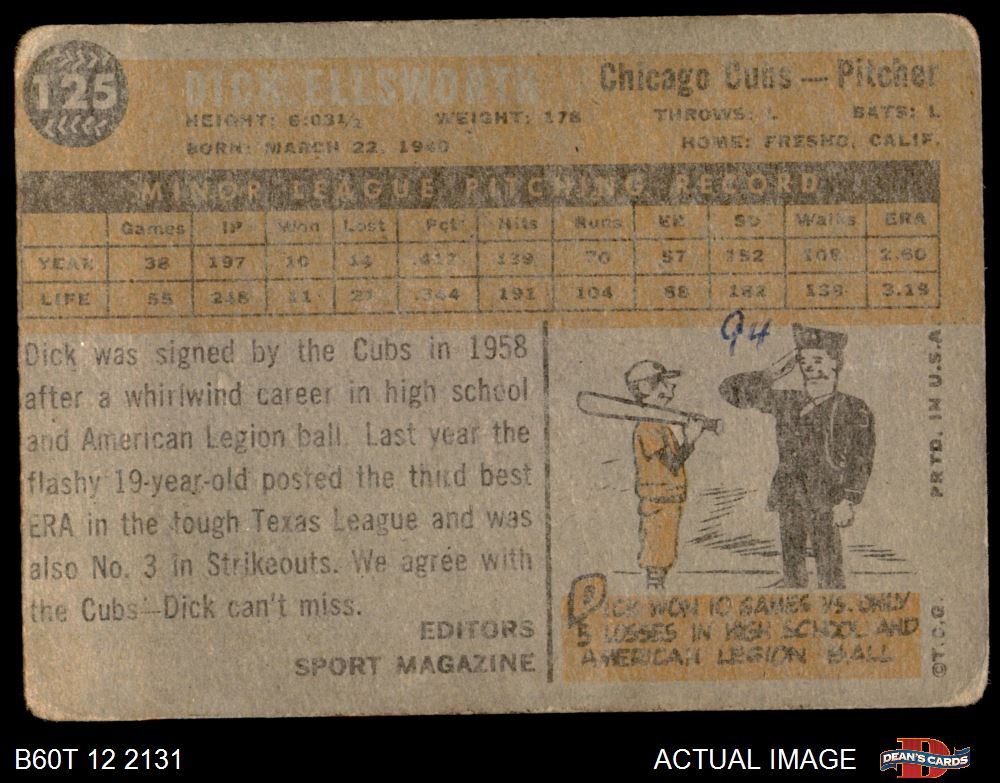 125
DICK ELLSWORTH Chicago Cubs — Pitcher
HEIGHT: 6:03½ WEIGHT: 178 THROWS: L BATS: L
BORN: MARCH 22, 1940 HOME: FRESNO, CALIF.
MINOR LEAGUE PITCHING RECORD
Games IP Won Lost Pct Hits Runs ER SO Walks ERA
YEAR 38 197 10 14 .417 139 70 57 152 106 2.60
LIFE 55 248 11 21 .344 191 104 88 182 139 3.19
Dick was signed by the Cubs in 1958
after a whirlwind career in high school
and American Legion ball. Last year the
flashy 19-year-old posted the third best
ERA in the tough Texas League and was
also No. 3 in Strikeouts. We agree with
the Cubs—Dick can't miss.
EDITORS
SPORT MAGAZINE
94
DICK WON 10 GAMES VS. ONLY
5 LOSSES IN HIGH SCHOOL AND
AMERICAN LEGION BALL
PRTD. IN U.S.A.
©T.C.G.
B60T 12 2131 ACTUAL IMAGE DEAN'S CARDS